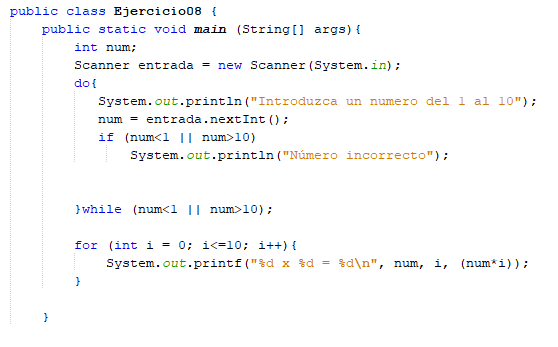 public class Ejercicio08 {
public static void main (String[] args){
int num;
Scanner entrada = new Scanner(System.in);
do{
System.out.println("Introduzca un numero del 1 al 10");
num = entrada.nextInt();
if (num<1 || num>10)
System.out.println("Número incorrecto");
}while (num<1 || num>10);
for (int i = 0; i<=10; i++){
System.out.printf("%d x %d = %d\n", num, i, (num*i));
}
}